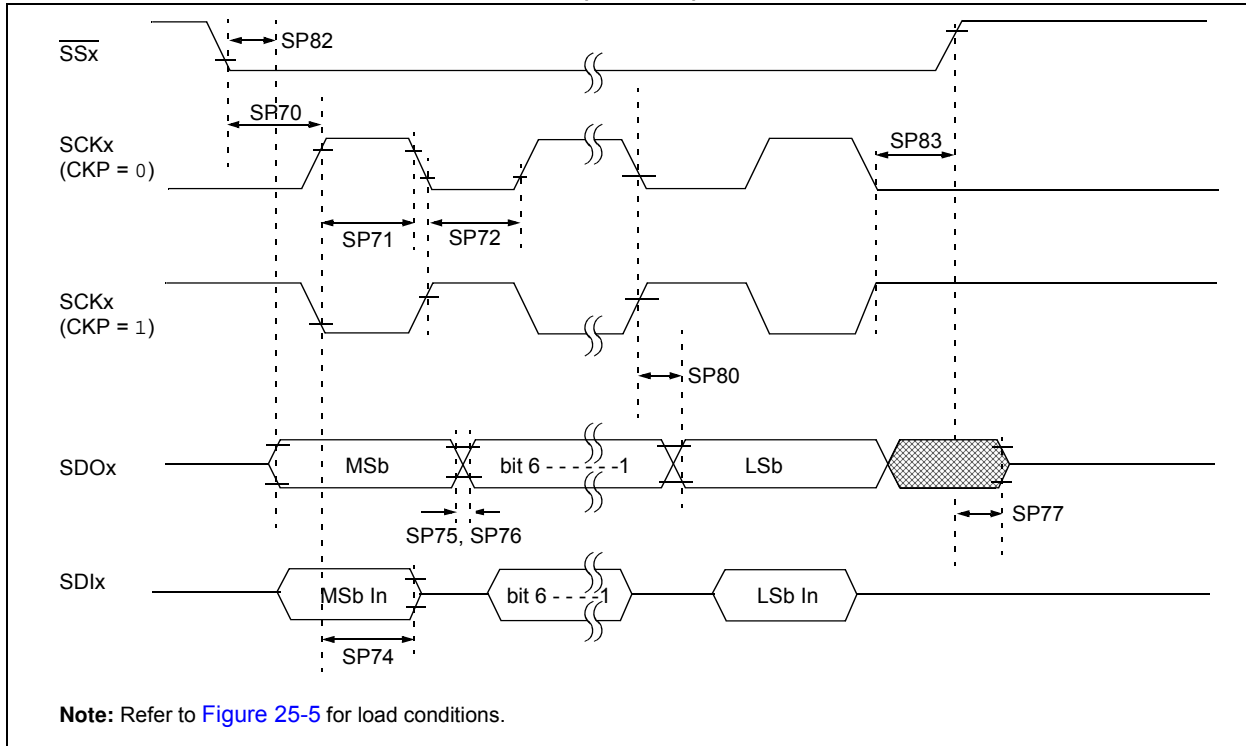 SSx
SP82
SP70
SCKx
(CKP = 0)
SP83
SP71
SP72
SCKx
(CKP = 1)
SP80
SDOx
MSb
bit 6 - - - - - -1
LSb
SP75, SP76
SP77
SDIx
MSb In
bit 6 - - - -1
LSb In
SP74
Note: Refer to Figure 25-5 for load conditions.